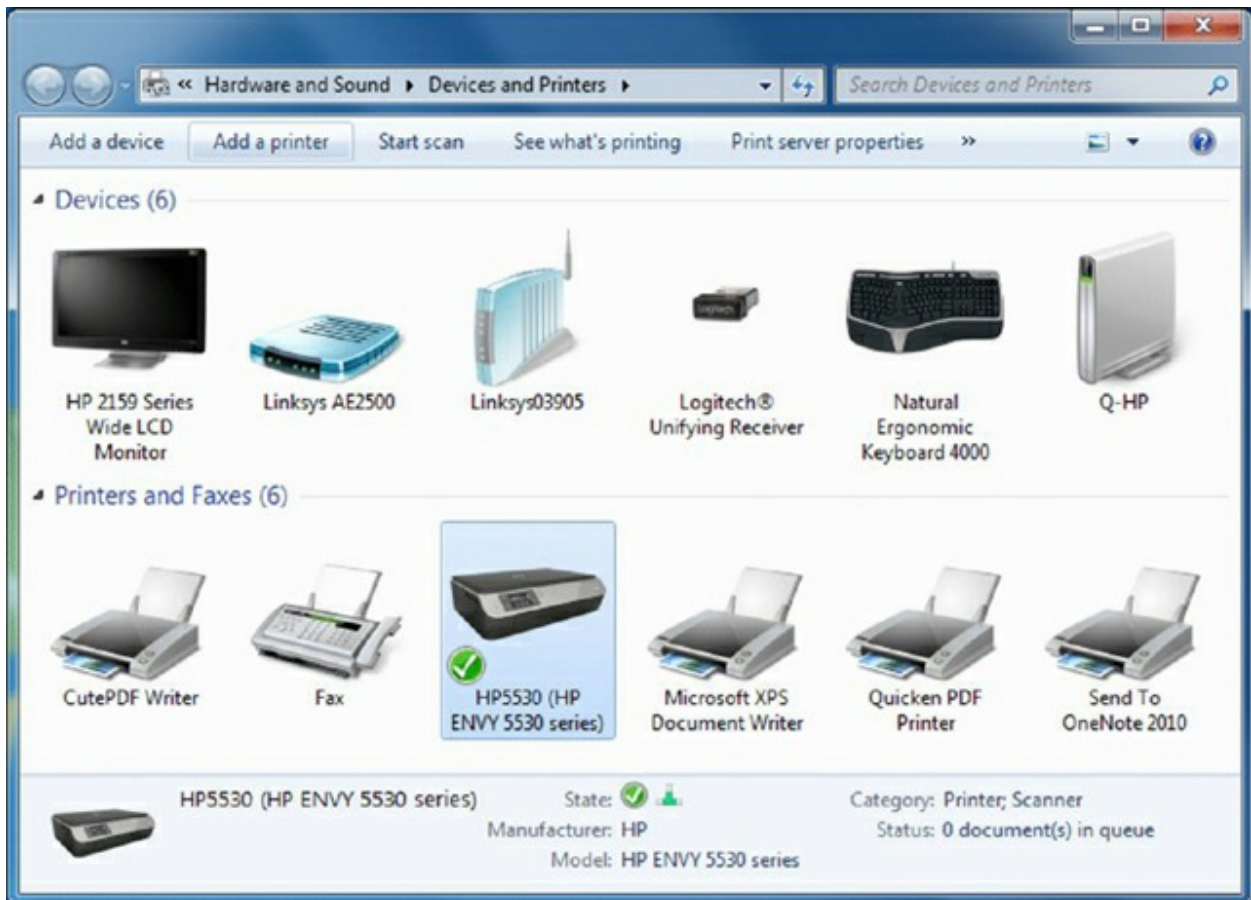 « Hardware and Sound ▸ Devices and Printers ▸
Search Devices and Printers
Add a device Add a printer Start scan See what's printing Print server properties »
Devices (6)
HP 2159 Series
Wide LCD
Monitor
Linksys AE2500
Linksys03905
Logitech®
Unifying Receiver
Natural
Ergonomic
Keyboard 4000
Q-HP
Printers and Faxes (6)
CutePDF Writer
Fax
HP5530 (HP
ENVY 5530 series)
Microsoft XPS
Document Writer
Quicken PDF
Printer
Send To
OneNote 2010
HP5530 (HP ENVY 5530 series) State: Category: Printer; Scanner
Manufacturer: HP Status: 0 document(s) in queue
Model: HP ENVY 5530 series